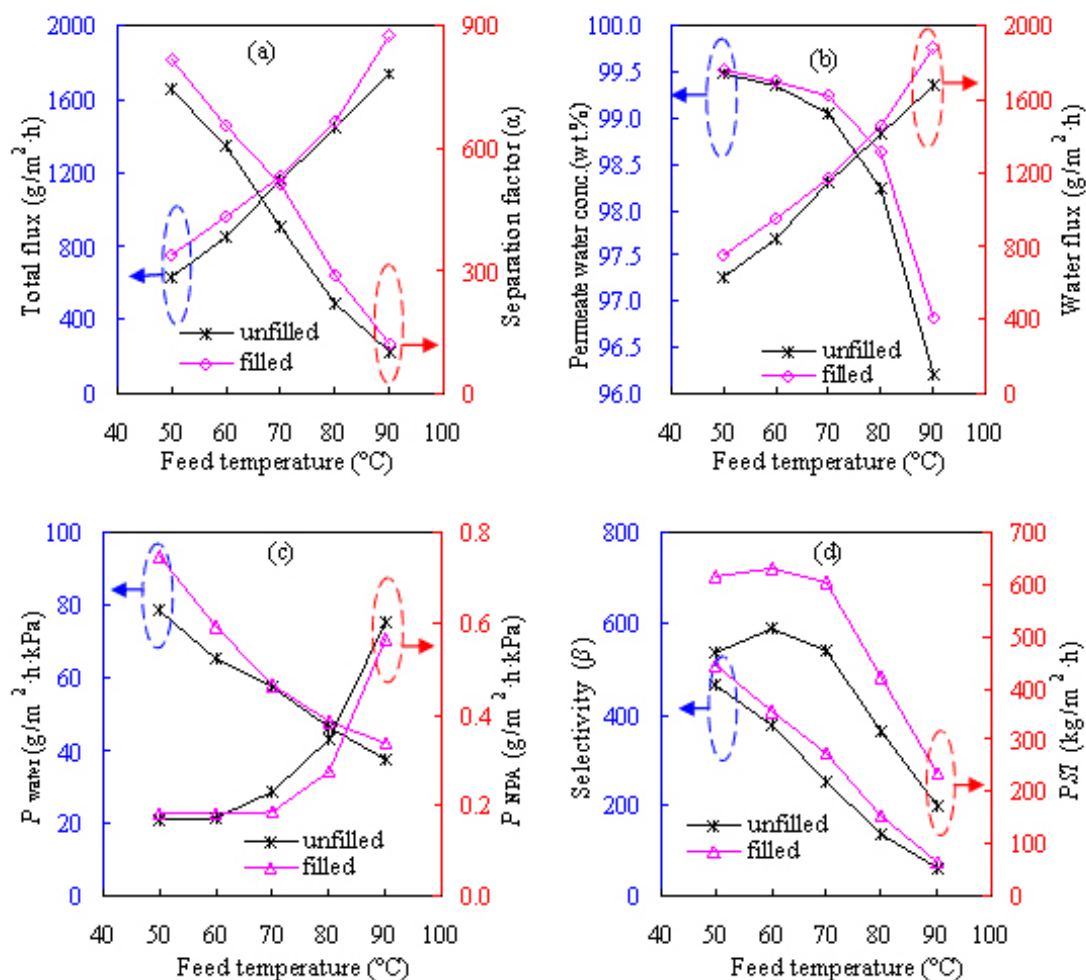 2000
1600
1200
800
400
0
Total flux (g/m²·h)
(a)
unfilled
filled
900
600
300
0
Separation factor (α)
40 50 60 70 80 90 100
Feed temperature (°C)
100.0
99.5
99.0
98.5
98.0
97.5
97.0
96.5
96.0
Permeate water conc.(wt.%)
(b)
unfilled
filled
2000
1600
1200
800
400
0
Water flux (g/m²·h)
40 50 60 70 80 90 100
Feed temperature (°C)
100
80
60
40
20
0
P water (g/m²·h·kPa)
(c)
unfilled
filled
0.8
0.6
0.4
0.2
0.0
P NPA (g/m²·h·kPa)
40 50 60 70 80 90 100
Feed temperature (°C)
800
600
400
200
0
Selectivity (β)
(d)
unfilled
filled
700
600
500
400
300
200
100
0
PSI (kg/m²·h)
40 50 60 70 80 90 100
Feed temperature (°C)